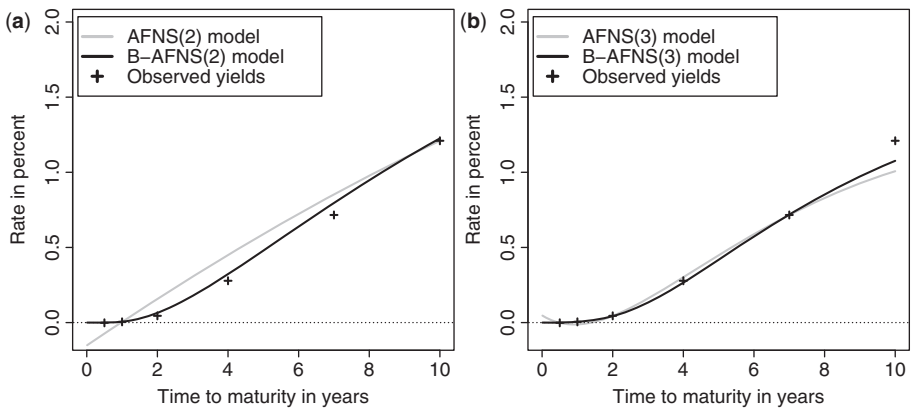 (a)
AFNS(2) model
B−AFNS(2) model
Observed yields
Rate in percent
2.0
1.5
1.0
0.5
0.0
0 2 4 6 8 10
Time to maturity in years
(b)
AFNS(3) model
B−AFNS(3) model
Observed yields
Rate in percent
2.0
1.5
1.0
0.5
0.0
0 2 4 6 8 10
Time to maturity in years